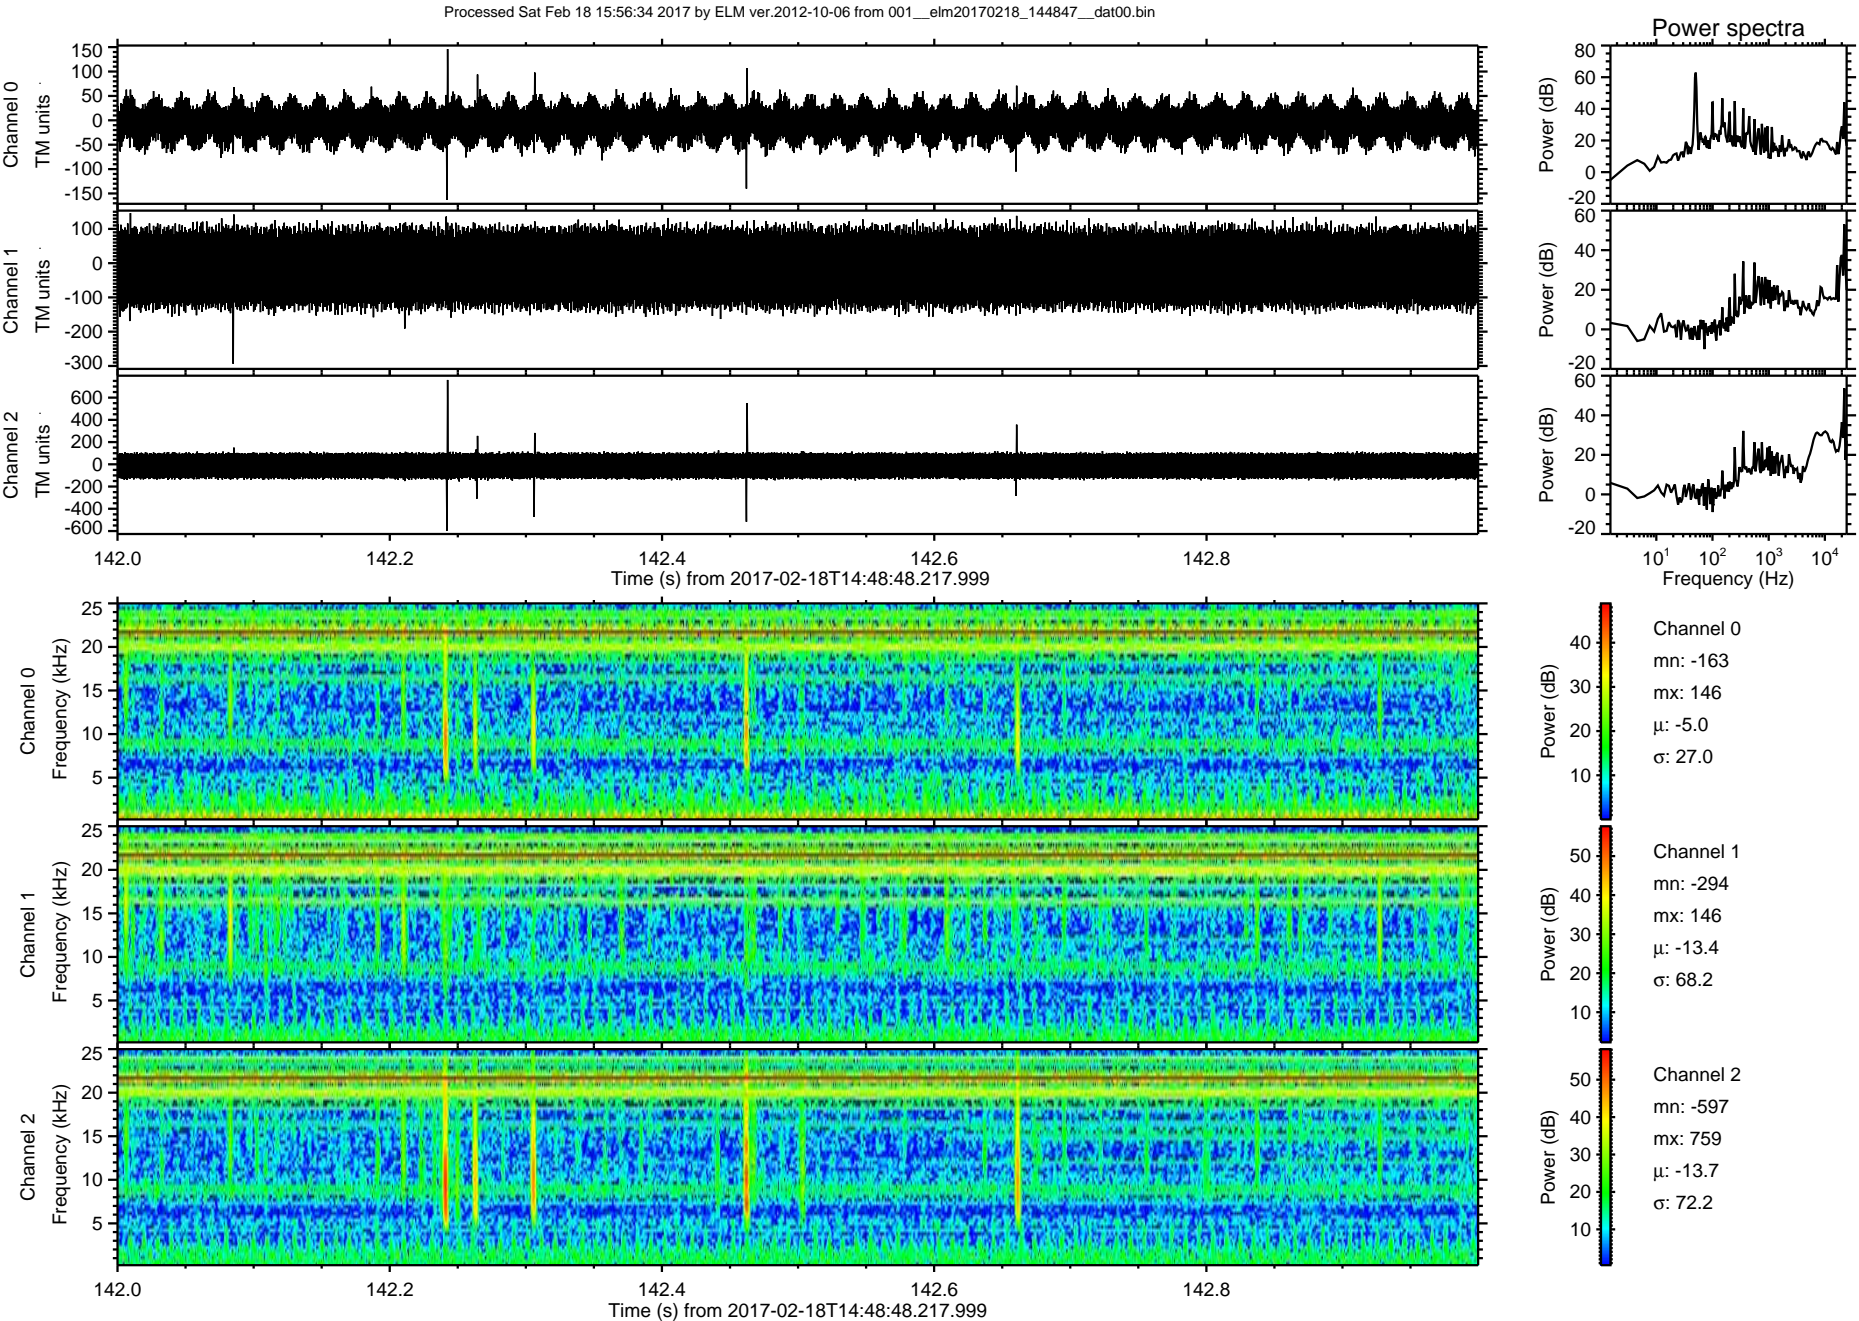 Processed Sat Feb 18 15:56:34 2017 by ELM ver.2012-10-06 from 001__elm20170218_144847__dat00.bin
Power spectra
Channel 0
TM units
150
100
50
0
-50
-100
-150
Power (dB)
80
60
40
20
0
-20
Channel 1
TM units
100
0
-100
-200
-300
Power (dB)
60
40
20
0
-20
Channel 2
TM units
600
400
200
0
-200
-400
-600
Power (dB)
60
40
20
0
-20
142.0 142.2 142.4 142.6 142.8
Time (s) from 2017-02-18T14:48:48.217.999
10^1 10^2 10^3 10^4
Frequency (Hz)
Channel 0
Frequency (kHz)
25
20
15
10
5
Power (dB)
40
30
20
10
Channel 0
mn: -163
mx: 146
μ: -5.0
σ: 27.0
Channel 1
Frequency (kHz)
25
20
15
10
5
Power (dB)
50
40
30
20
10
Channel 1
mn: -294
mx: 146
μ: -13.4
σ: 68.2
Channel 2
Frequency (kHz)
25
20
15
10
5
Power (dB)
50
40
30
20
10
Channel 2
mn: -597
mx: 759
μ: -13.7
σ: 72.2
142.0 142.2 142.4 142.6 142.8
Time (s) from 2017-02-18T14:48:48.217.999